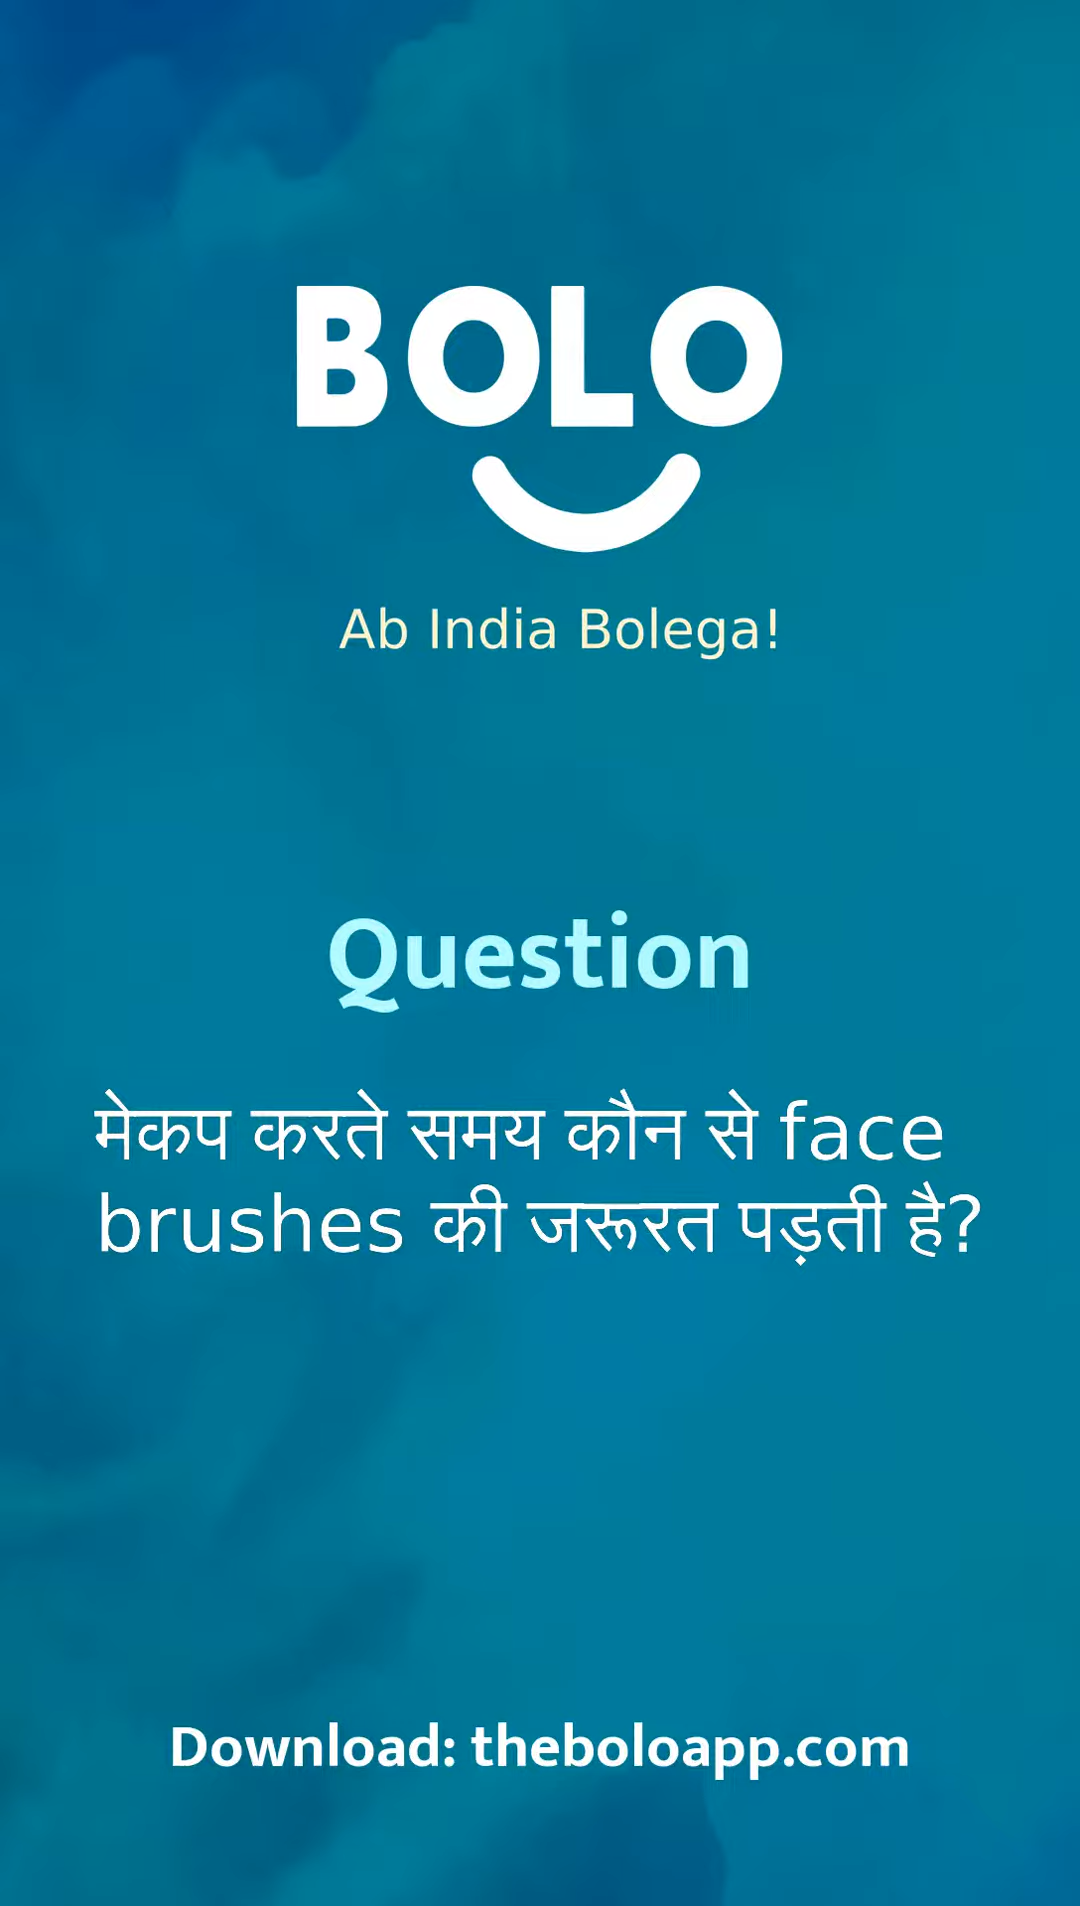 BOLO
Ab India Bolega!
Question
मेकप करते समय कौन से face
brushes की जरूरत पड़ती है?
Download: theboloapp.com